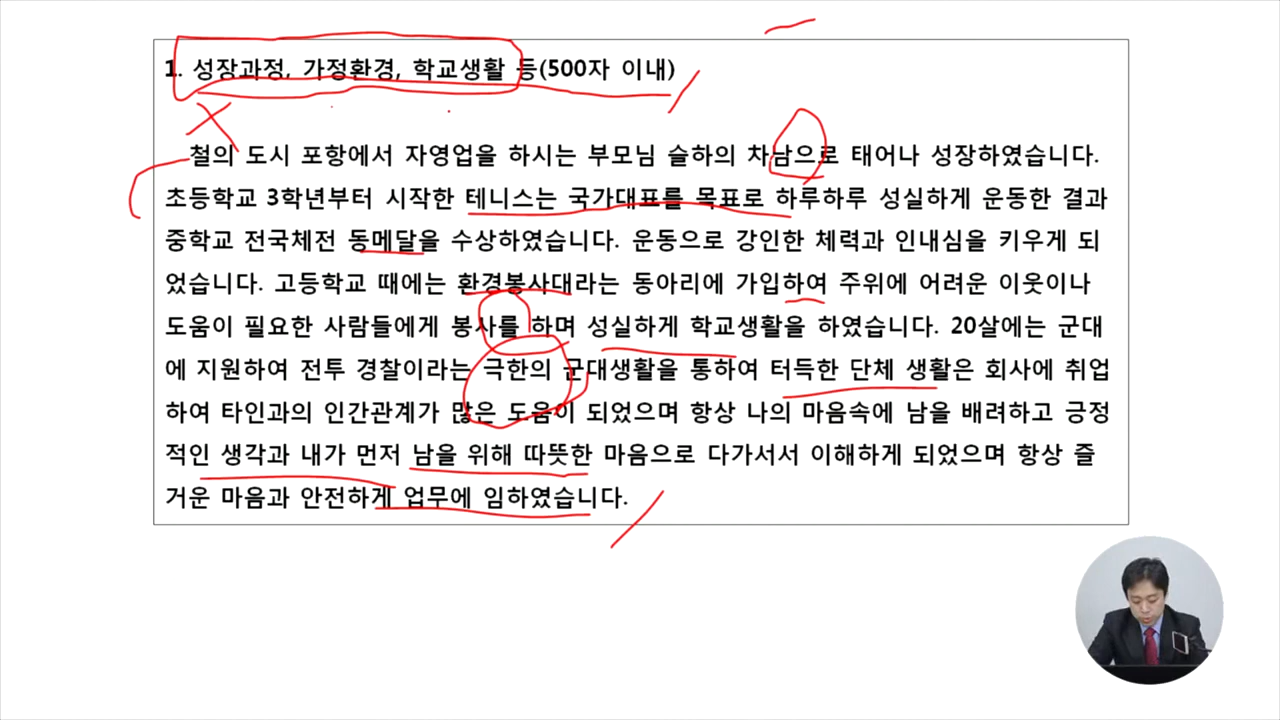 1. 성장과정, 가정환경, 학교생활 등(500자 이내)
철의 도시 포항에서 자영업을 하시는 부모님 슬하의 차남으로 태어나 성장하였습니다.
초등학교 3학년부터 시작한 테니스는 국가대표를 목표로 하루하루 성실하게 운동한 결과
중학교 전국체전 동메달을 수상하였습니다. 운동으로 강인한 체력과 인내심을 키우게 되
었습니다. 고등학교 때에는 환경봉사대라는 동아리에 가입하여 주위에 어려운 이웃이나
도움이 필요한 사람들에게 봉사를 하며 성실하게 학교생활을 하였습니다. 20살에는 군대
에 지원하여 전투 경찰이라는 극한의 군대생활을 통하여 터득한 단체 생활은 회사에 취업
하여 타인과의 인간관계가 많은 도움이 되었으며 항상 나의 마음속에 남을 배려하고 긍정
적인 생각과 내가 먼저 남을 위해 따뜻한 마음으로 다가서서 이해하게 되었으며 항상 즐
거운 마음과 안전하게 업무에 임하였습니다.